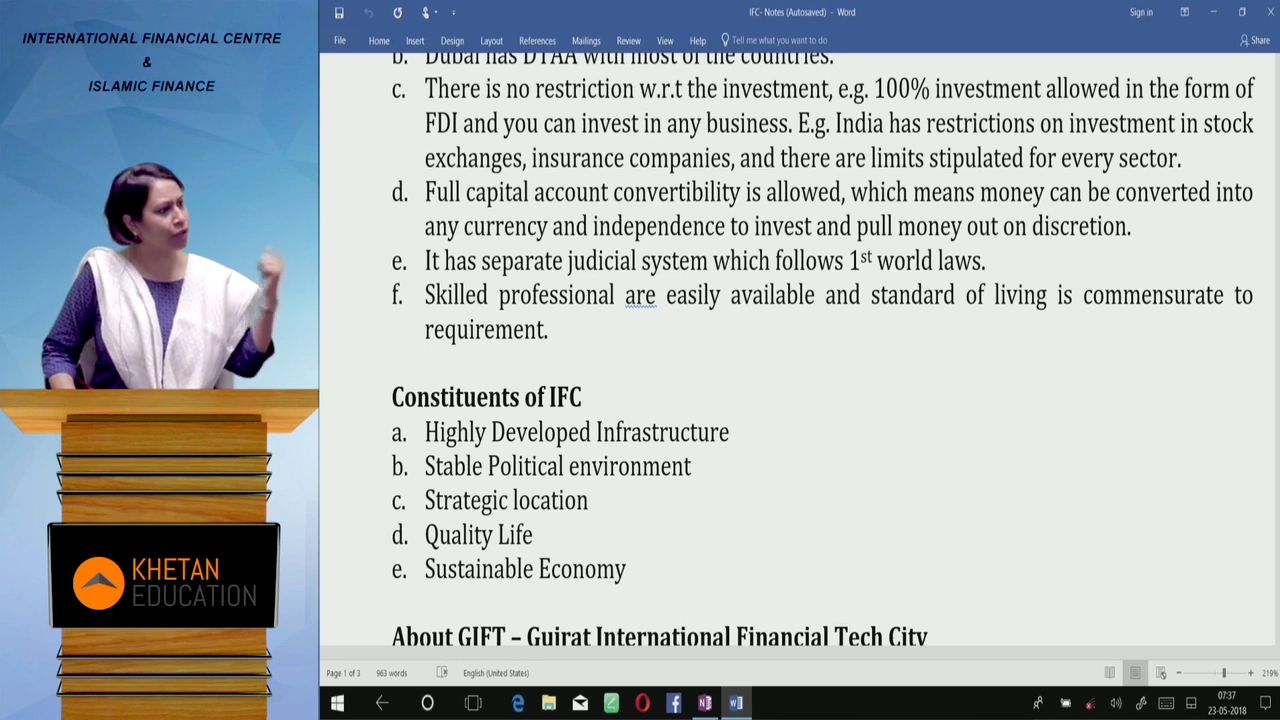 INTERNATIONAL FINANCIAL CENTRE
&
ISLAMIC FINANCE
KHETAN
EDUCATION
IFC- Notes (Autosaved) - Word
Sign in
File Home Insert Design Layout References Mailings Review View Help Tell me what you want to do Share
b. Dubai has DTAA with most of the countries.
c. There is no restriction w.r.t the investment, e.g. 100% investment allowed in the form of
FDI and you can invest in any business. E.g. India has restrictions on investment in stock
exchanges, insurance companies, and there are limits stipulated for every sector.
d. Full capital account convertibility is allowed, which means money can be converted into
any currency and independence to invest and pull money out on discretion.
e. It has separate judicial system which follows 1st world laws.
f. Skilled professional are easily available and standard of living is commensurate to
requirement.
Constituents of IFC
a. Highly Developed Infrastructure
b. Stable Political environment
c. Strategic location
d. Quality Life
e. Sustainable Economy
About GIFT – Gujrat International Financial Tech City
Page 1 of 3 963 words English (United States) 219%
07:37
23-05-2018